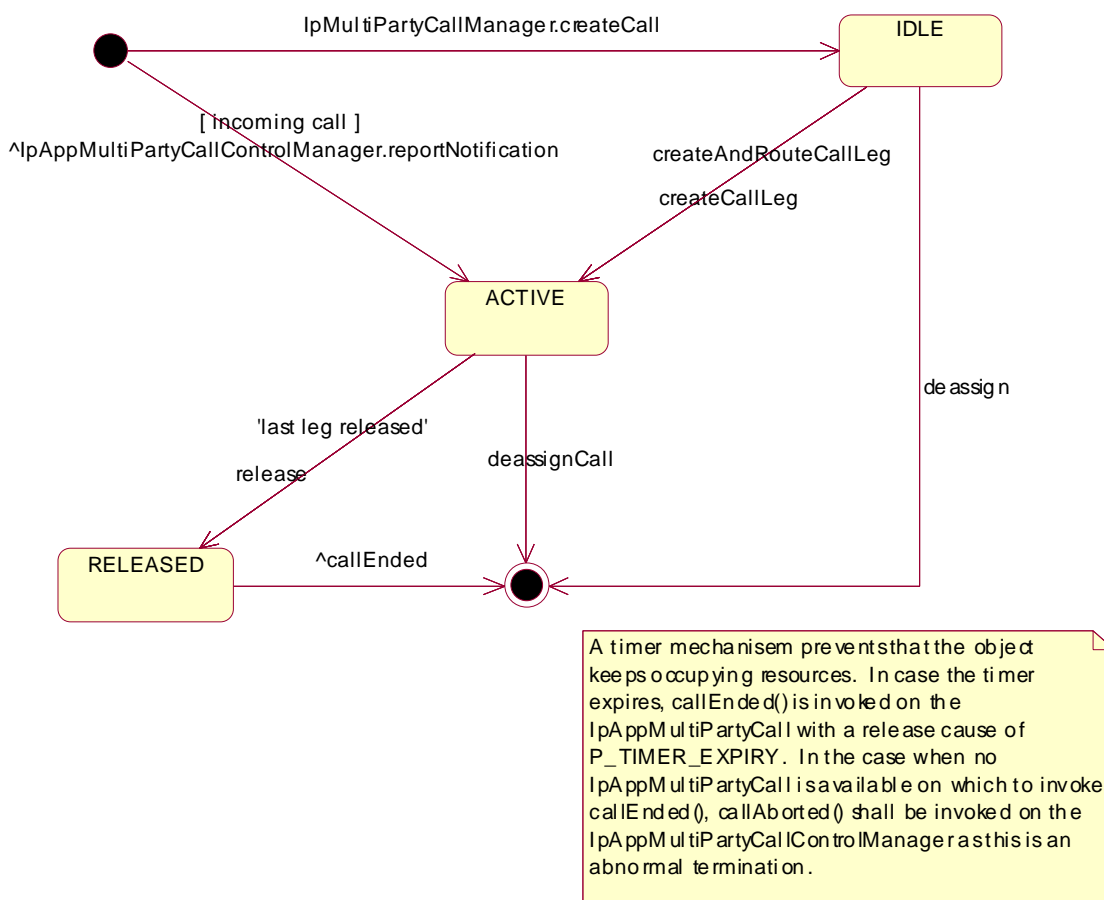 IpMultiPartyCallManager.createCall
IDLE
[ incoming call ]
^IpAppMultiPartyCallControlManager.reportNotification
createAndRouteCallLeg
createCallLeg
ACTIVE
deassign
'last leg released'
deassignCall
release
RELEASED
^callEnded
A timer mechanisem prevents that the object
keeps occupying resources. In case the timer
expires, callEnded() is invoked on the
IpAppMultiPartyCall with a release cause of
P_TIMER_EXPIRY. In the case when no
IpAppMultiPartyCall is available on which to invoke
callEnded(), callAborted() shall be invoked on the
IpAppMultiPartyCallControlManager as this is an
abnormal termination.